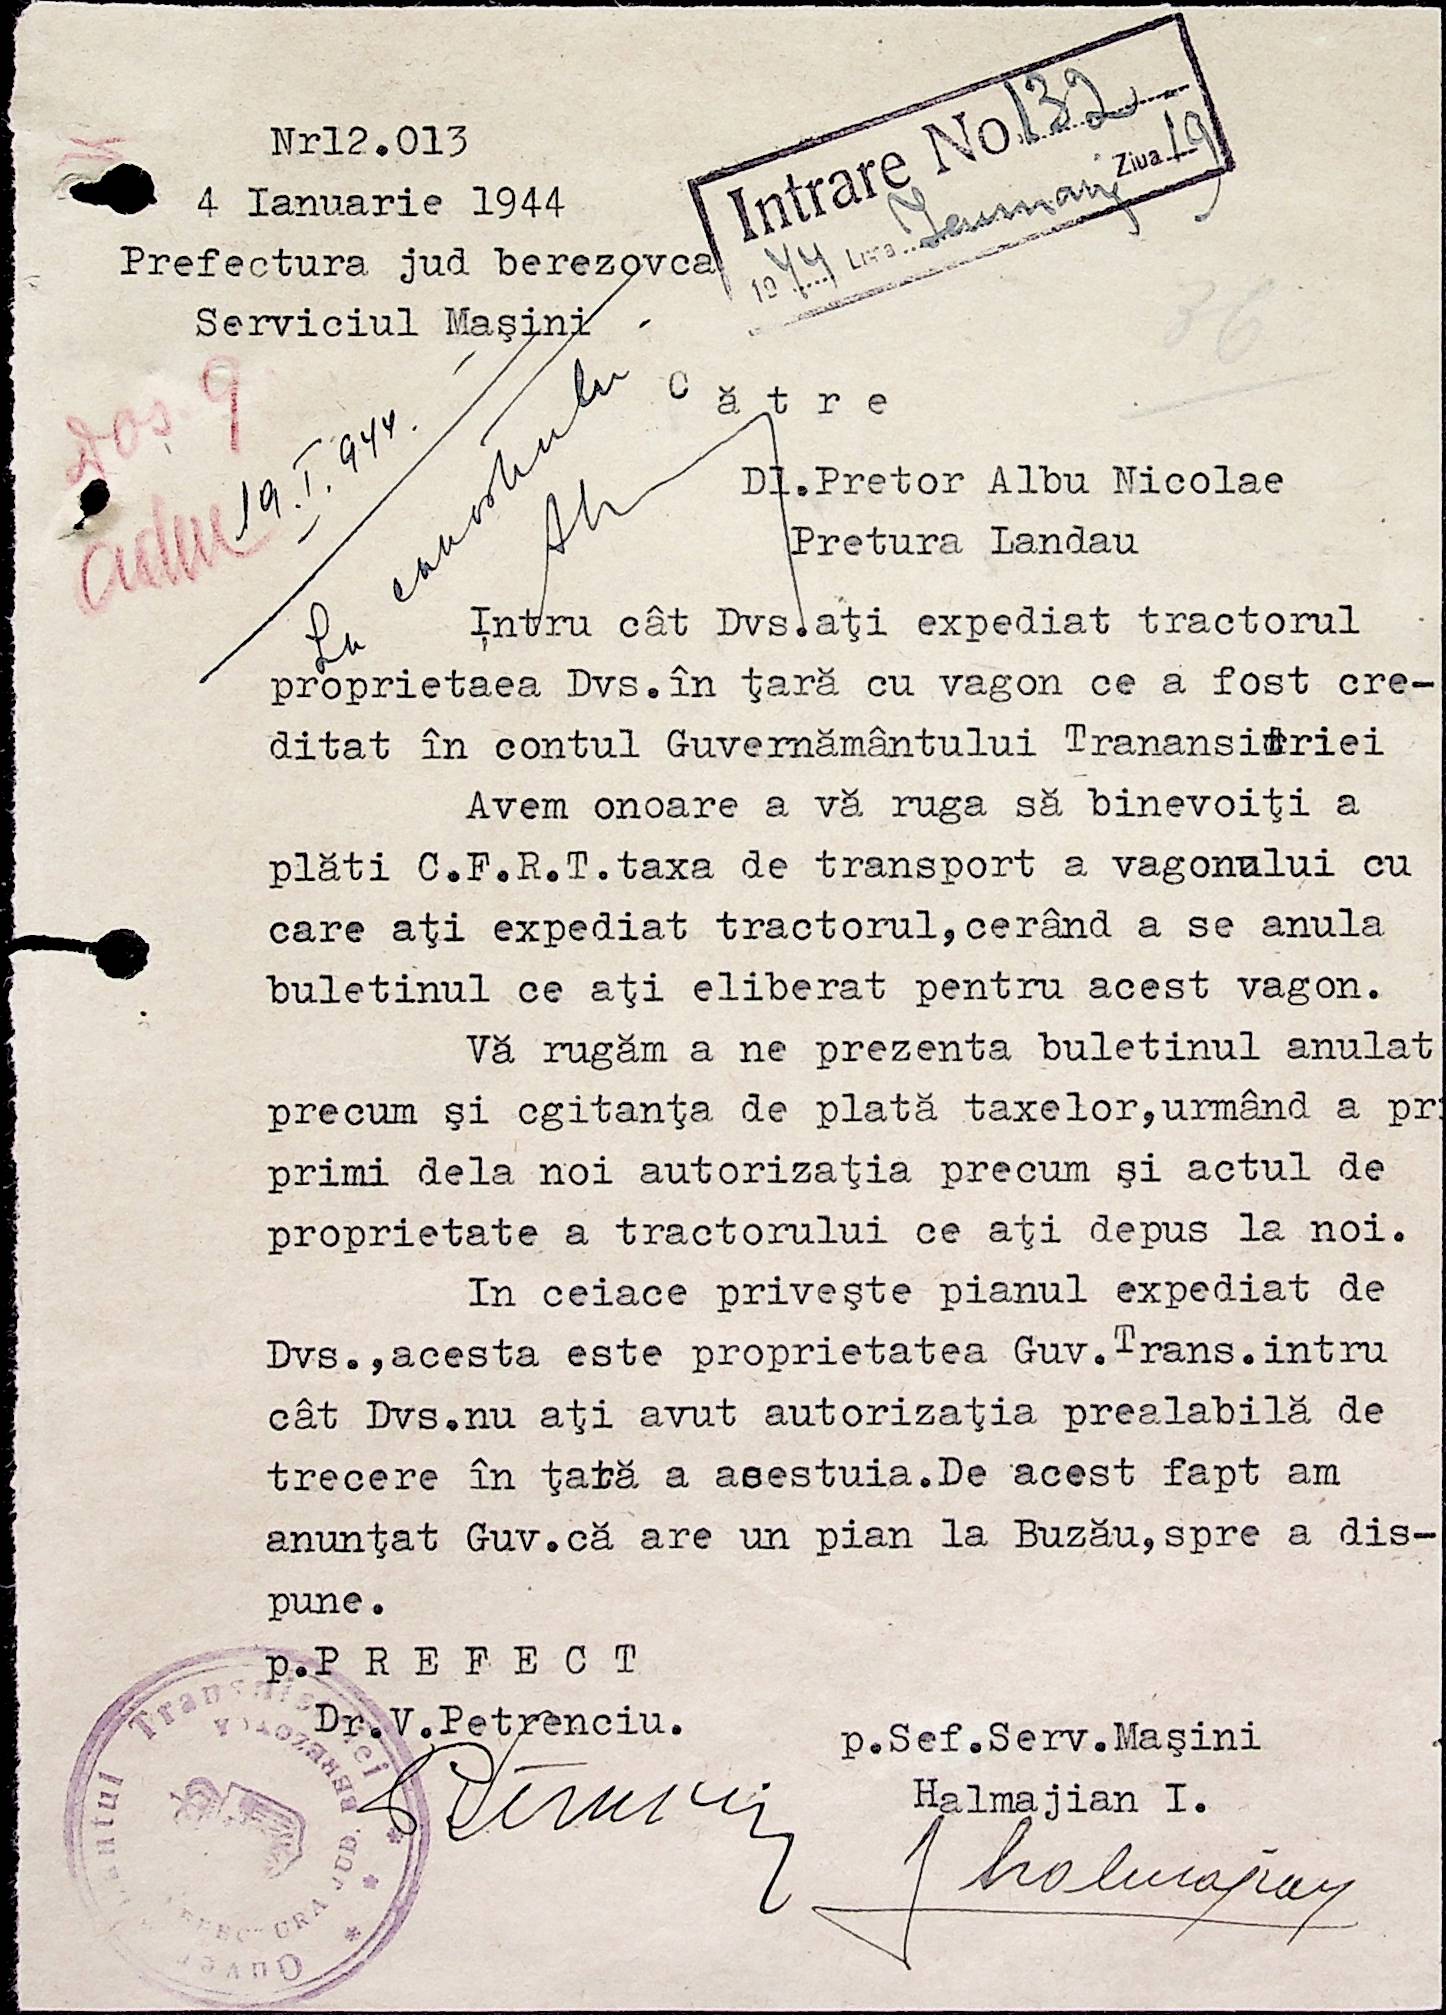 Nr12.013
4 Ianuarie 1944
Prefectura jud berezovca
Serviciul Maşini
Intrare No 132
1944 Luna Ianuarie Ziua 19
36
Dos. 9
adm
19.I.944.
La
C ă t r e
Dl.Pretor Albu Nicolae
Pretura Landau
Intru cât Dvs.aţi expediat tractorul
proprietaea Dvs.în ţară cu vagon ce a fost cre-
ditat în contul Guvernământului Tranansitriei
Avem onoare a vă ruga să binevoiţi a
plăti C.F.R.T.taxa de transport a vagonului cu
care aţi expediat tractorul,cerând a se anula
buletinul ce aţi eliberat pentru acest vagon.
Vă rugăm a ne prezenta buletinul anulat
precum şi cgitanţa de plată taxelor,urmând a pri
primi dela noi autorizaţia precum şi actul de
proprietate a tractorului ce aţi depus la noi.
In ceiace priveşte pianul expediat de
Dvs.,acesta este proprietatea Guv.Trans.intru
cât Dvs.nu aţi avut autorizaţia prealabilă de
trecere în ţară a acestuia.De acest fapt am
anunţat Guv.că are un pian la Buzău,spre a dis-
pune.
p.P R E F E C T
Dr.V.Petrenciu.
p.Sef.Serv.Maşini
Halmajian I.
Transnistriei
PREFECTURA JUD. BEREZOVCA